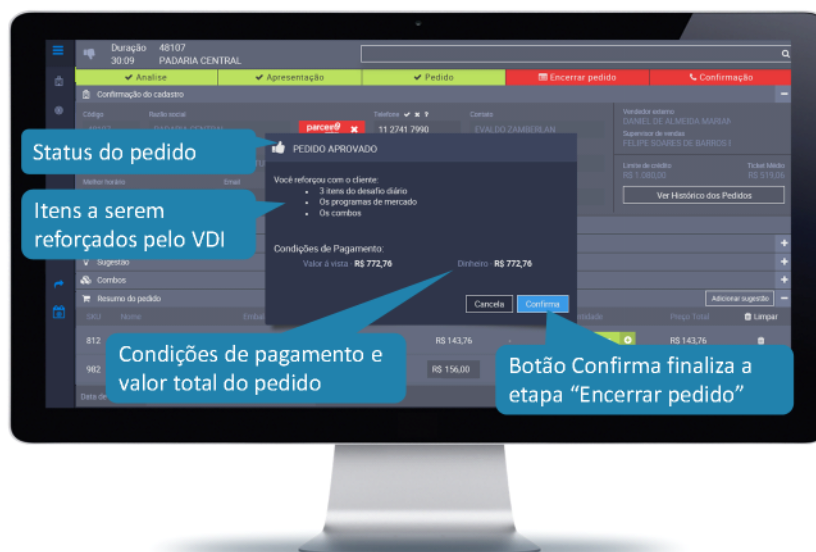 Duração 48107
30:09 PADARIA CENTRAL
Analise
Apresentação
Pedido
Encerrar pedido
Confirmação
Confirmação do cadastro
Código
Razão social
Telefone
Contato
Vendedor externo
parcer@
11 2741 7990
EVALDO ZAMBERLAN
DANIEL DE ALMEIDA MARIAN
Supervisor de vendas
FELIPE SOARES DE BARROS I
Status do pedido
PEDIDO APROVADO
Melhor horário
Email
Limite de crédito
Ticket Médio
R$ 1 080,00
R$ 519,06
Ver Histórico dos Pedidos
Você reforçou com o cliente:
• 3 itens do desafio diário
• Os programas de mercado
• Os combos
Itens a serem
reforçados pelo VDI
Condições de Pagamento:
Valor à vista - R$ 772,76
Dinheiro - R$ 772,76
Sugestão
Combos
Cancela
Confirma
Resumo do pedido
Adicionar sugestão
SKU
Nome
Preço Total
Limpar
812
R$ 143,76
-
R$ 143,76
982
R$ 156,00
Condições de pagamento e
valor total do pedido
Botão Confirma finaliza a
etapa “Encerrar pedido”